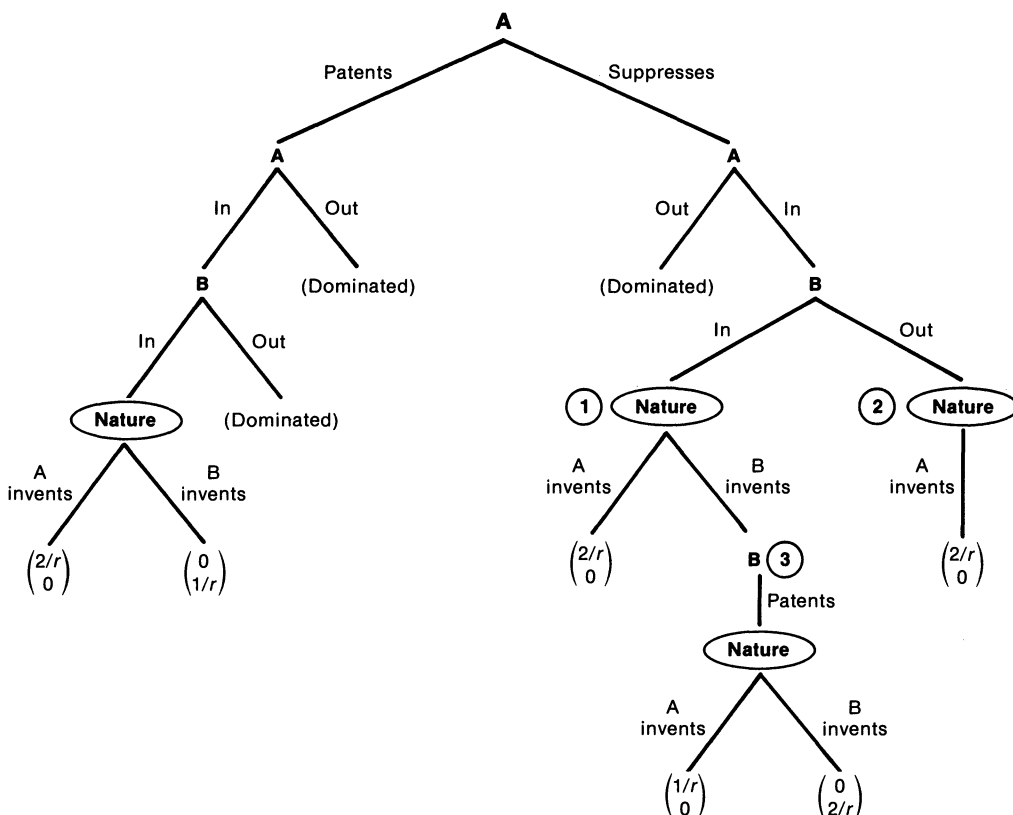 A
Patents
Suppresses
A
A
In
Out
Out
In
B
(Dominated)
(Dominated)
B
In
Out
In
Out
Nature
(Dominated)
1
Nature
2
Nature
A
invents
B
invents
A
invents
B
invents
A
invents
(2/r
0)
(0
1/r)
(2/r
0)
B 3
(2/r
0)
Patents
Nature
A
invents
B
invents
(1/r
0)
(0
2/r)